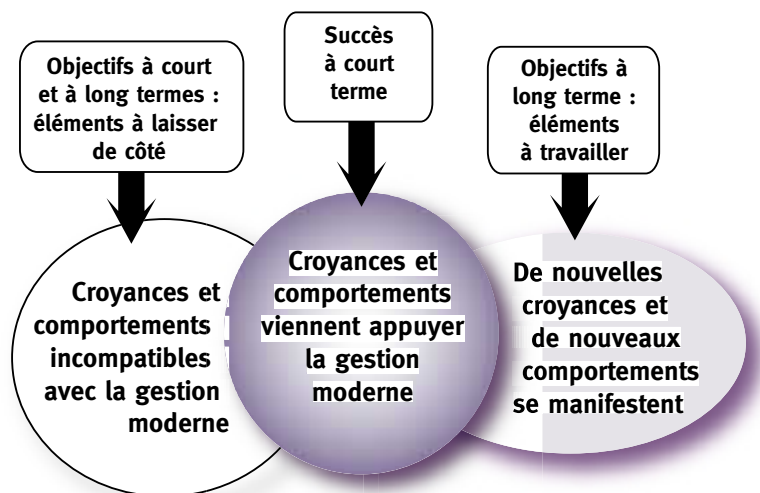 Objectifs à court
et à long termes :
éléments à laisser
de côté
Succès
à court
terme
Objectifs à
long terme :
éléments
à travailler
Croyances et
comportements
incompatibles
avec la gestion
moderne
Croyances et
comportements
viennent appuyer
la gestion
moderne
De nouvelles
croyances et
de nouveaux
comportements
se manifestent